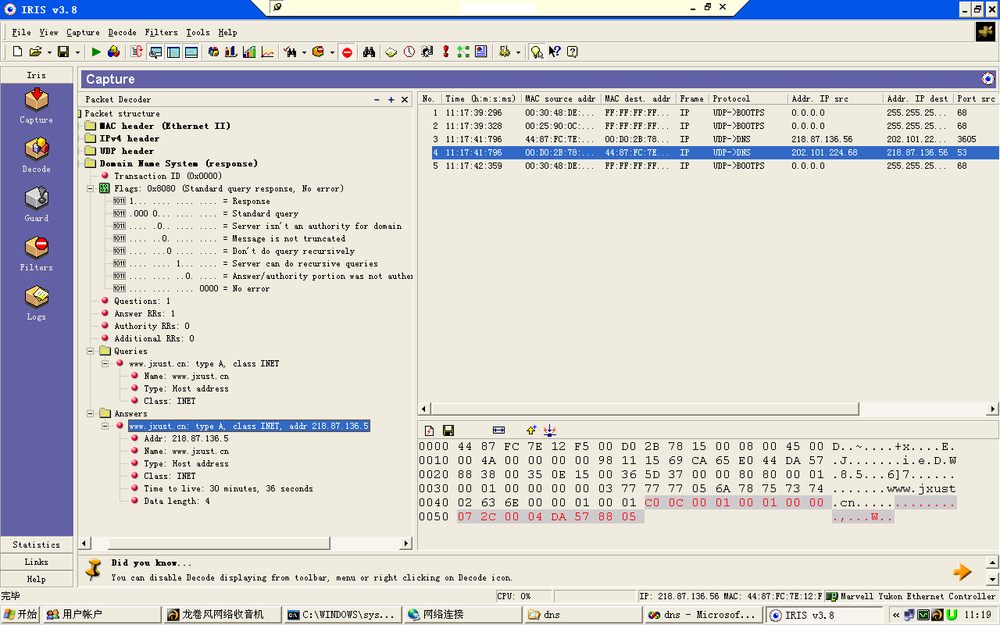 IRIS v3.8
File View Capture Decode Filters Tools Help
Iris
Capture
Decode
Guard
Filters
Logs
Statistics
Links
Help
Capture
Packet Decoder
Packet structure
MAC header (Ethernet II)
IPv4 header
UDP header
Domain Name System (response)
Transaction ID (0x0000)
Flags: 0x8080 (Standard query response, No error)
1... .... .... .... = Response
.000 0... .... .... = Standard query
.... .0.. .... .... = Server isn't an authority for domain
.... ..0. .... .... = Message is not truncated
.... ...0 .... .... = Don't do query recursively
.... .... 1... .... = Server can do recursive queries
.... .... ..0. .... = Answer/authority portion was not authe
.... .... .... 0000 = No error
Questions: 1
Answer RRs: 1
Authority RRs: 0
Additional RRs: 0
Queries
www.jxust.cn: type A, class INET
Name: www.jxust.cn
Type: Host address
Class: INET
Answers
www.jxust.cn: type A, class INET, addr 218.87.136.5
Addr: 218.87.136.5
Name: www.jxust.cn
Type: Host address
Class: INET
Time to live: 30 minutes, 36 seconds
Data length: 4
No. Time (h:m:s:ms) MAC source addr MAC dest. addr Frame Protocol Addr. IP src Addr. IP dest Port src
1 11:17:39:296 00:30:48:DE:... FF:FF:FF:FF... IP UDP->BOOTPS 0.0.0.0 255.255.25... 68
2 11:17:39:328 00:25:90:0C:... FF:FF:FF:FF... IP UDP->BOOTPS 0.0.0.0 255.255.25... 68
3 11:17:41:796 44:87:FC:7E:... 00:D0:2B:78:... IP UDP->DNS 218.87.136.56 202.101.22... 3605
4 11:17:41:796 00:D0:2B:78:... 44:87:FC:7E... IP UDP->DNS 202.101.224.68 218.87.136.56 53
5 11:17:42:359 00:30:48:DE:... FF:FF:FF:FF... IP UDP->BOOTPS 0.0.0.0 255.255.25... 68
0000 44 87 FC 7E 12 F5 00 D0 2B 78 15 00 08 00 45 00 D..~....+x....E.
0010 00 4A 00 00 00 00 98 11 15 69 CA 65 E0 44 DA 57 .J.......i.e.D.W
0020 88 38 00 35 0E 15 00 36 5D 37 00 00 80 80 00 01 .8.5...6]7......
0030 00 01 00 00 00 00 03 77 77 77 05 6A 78 75 73 74 .......www.jxust
0040 02 63 6E 00 00 01 00 01 C0 0C 00 01 00 01 00 00 .cn.............
0050 07 2C 00 04 DA 57 88 05 .,...W..
Did you know...
You can disable Decode displaying from toolbar, menu or right clicking on Decode icon.
完毕 CPU: 0% IP: 218.87.136.56 MAC: 44:87:FC:7E:12:F Marvell Yukon Ethernet Controller
开始 用户帐户 龙卷风网络收音机 C:\WINDOWS\sys... 网络连接 dns dns - Microsof... IRIS v3.8 « 11:19